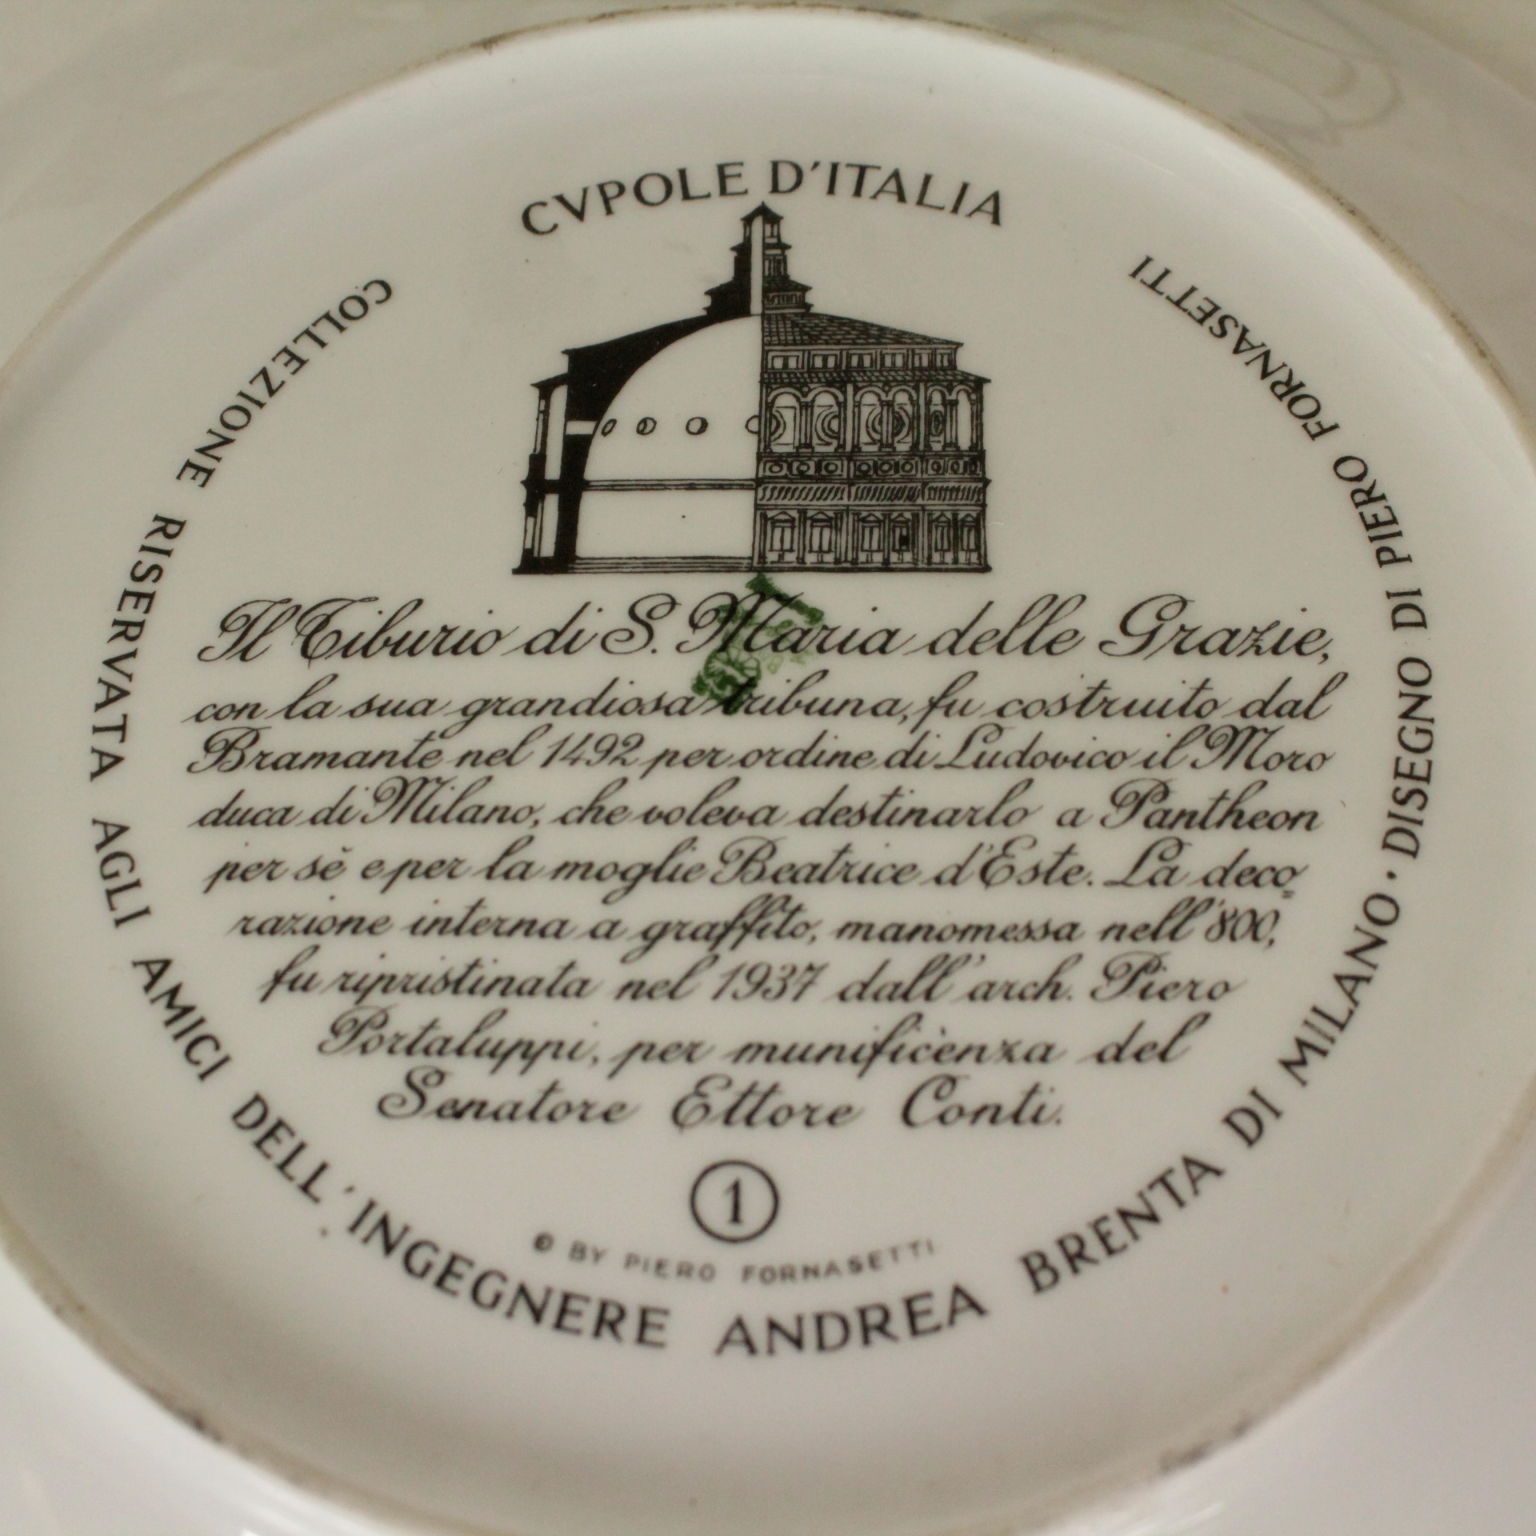 CVPOLE D'ITALIA
COLLEZIONE RISERVATA AGLI AMICI DELL'INGEGNERE ANDREA BRENTA DI MILANO · DISEGNO DI PIERO FORNASETTI
Il Tiburio di S. Maria delle Grazie,
con la sua grandiosa tribuna, fu costruito dal
Bramante nel 1492 per ordine di Ludovico il Moro
duca di Milano, che voleva destinarlo a Pantheon
per sè e per la moglie Beatrice d'Este. La deco-
razione interna a graffito, manomessa nell'800,
fu ripristinata nel 1937 dall'arch. Piero
Portaluppi, per munificenza del
Senatore Ettore Conti.
1
© BY PIERO FORNASETTI